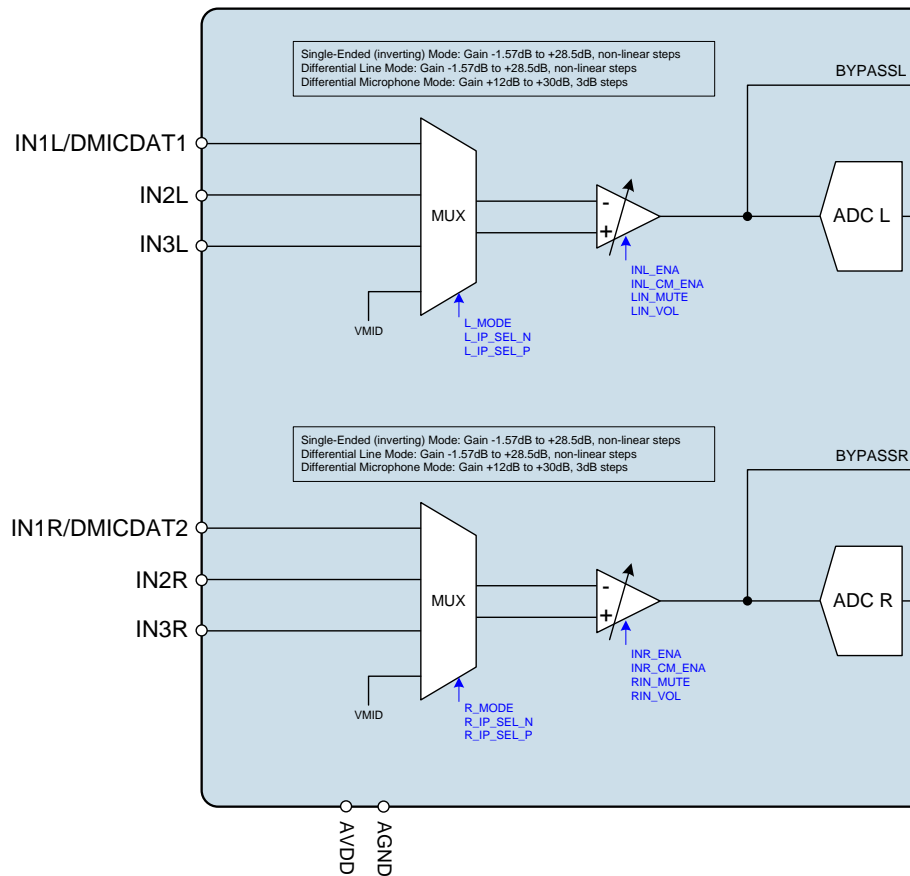 Single-Ended (inverting) Mode: Gain -1.57dB to +28.5dB, non-linear steps
Differential Line Mode: Gain -1.57dB to +28.5dB, non-linear steps
Differential Microphone Mode: Gain +12dB to +30dB, 3dB steps
BYPASSL
IN1L/DMICDAT1
IN2L
IN3L
MUX
-
+
ADC L
VMID
L_MODE
L_IP_SEL_N
L_IP_SEL_P
INL_ENA
INL_CM_ENA
LIN_MUTE
LIN_VOL
Single-Ended (inverting) Mode: Gain -1.57dB to +28.5dB, non-linear steps
Differential Line Mode: Gain -1.57dB to +28.5dB, non-linear steps
Differential Microphone Mode: Gain +12dB to +30dB, 3dB steps
BYPASSR
IN1R/DMICDAT2
IN2R
IN3R
MUX
-
+
ADC R
VMID
R_MODE
R_IP_SEL_N
R_IP_SEL_P
INR_ENA
INR_CM_ENA
RIN_MUTE
RIN_VOL
AVDD
AGND